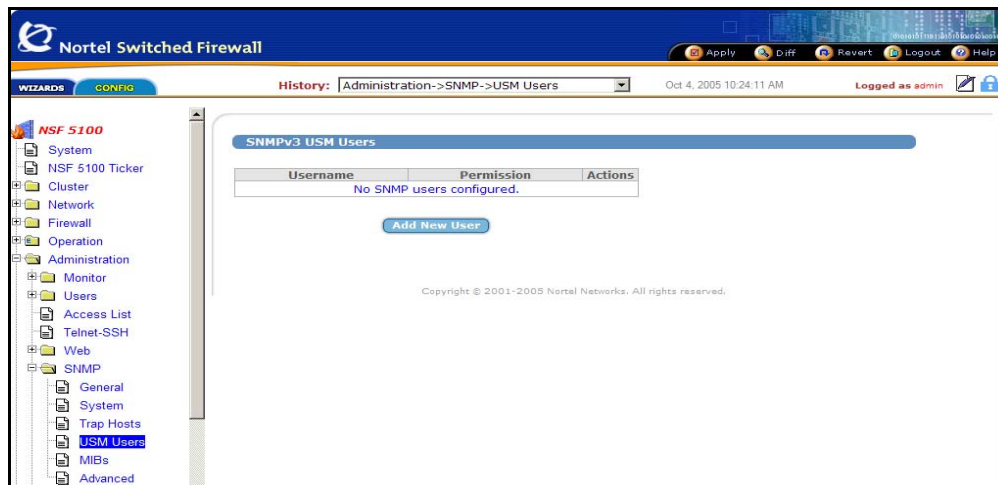 Nortel Switched Firewall
Apply Diff Revert Logout Help
WIZARDS CONFIG
History: Administration->SNMP->USM Users
Oct 4, 2005 10:24:11 AM
Logged as admin
NSF 5100
System
NSF 5100 Ticker
Cluster
Network
Firewall
Operation
Administration
Monitor
Users
Access List
Telnet-SSH
Web
SNMP
General
System
Trap Hosts
USM Users
MIBs
Advanced
SNMPv3 USM Users
Username Permission Actions
No SNMP users configured.
Add New User
Copyright © 2001-2005 Nortel Networks. All rights reserved.